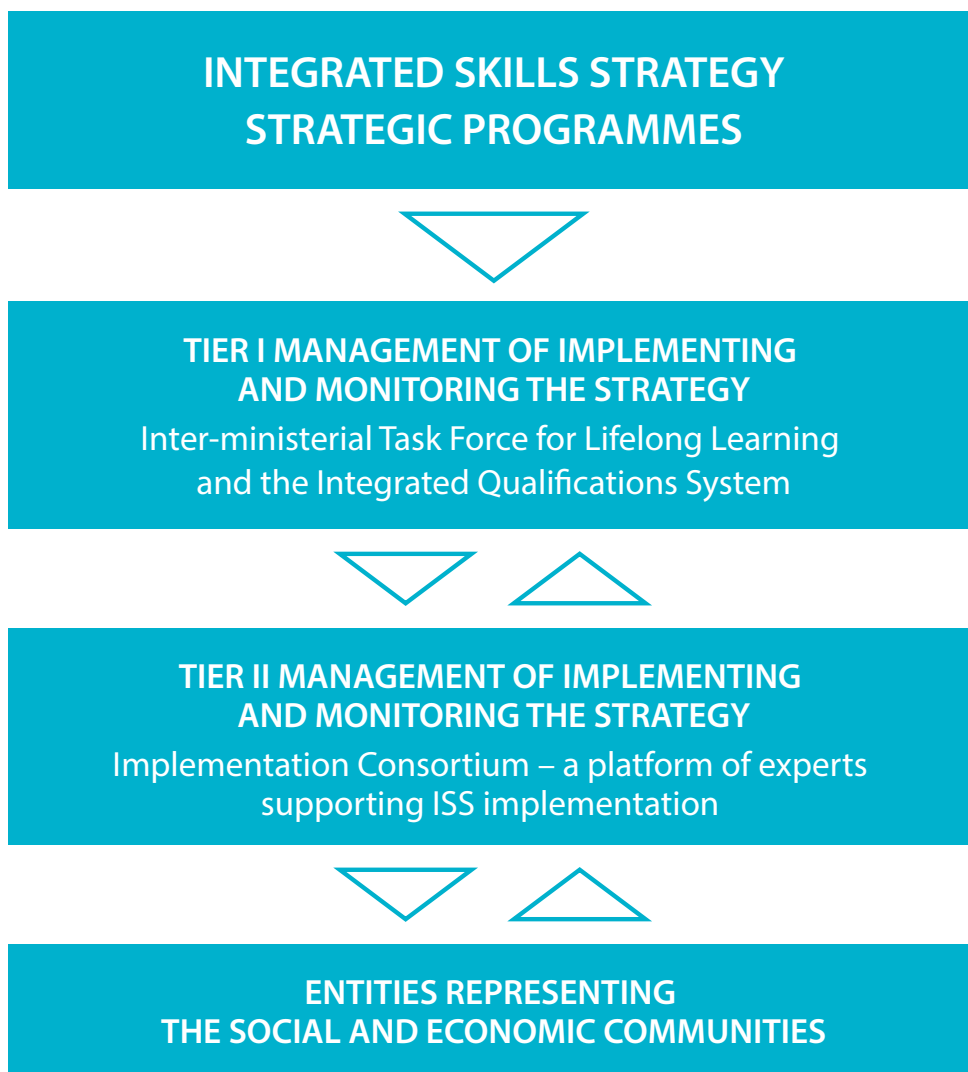 INTEGRATED SKILLS STRATEGY
STRATEGIC PROGRAMMES
TIER I MANAGEMENT OF IMPLEMENTING
AND MONITORING THE STRATEGY
Inter-ministerial Task Force for Lifelong Learning
and the Integrated Qualifications System
TIER II MANAGEMENT OF IMPLEMENTING
AND MONITORING THE STRATEGY
Implementation Consortium – a platform of experts
supporting ISS implementation
ENTITIES REPRESENTING
THE SOCIAL AND ECONOMIC COMMUNITIES